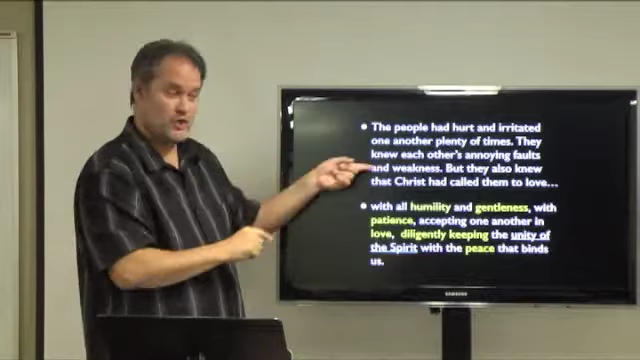 • The people had hurt and irritated
one another plenty of times. They
knew each other's annoying faults
and weakness. But they also knew
that Christ had called them to love...
• with all humility and gentleness, with
patience, accepting one another in
love, diligently keeping the unity of
the Spirit with the peace that binds
us.
SAMSUNG